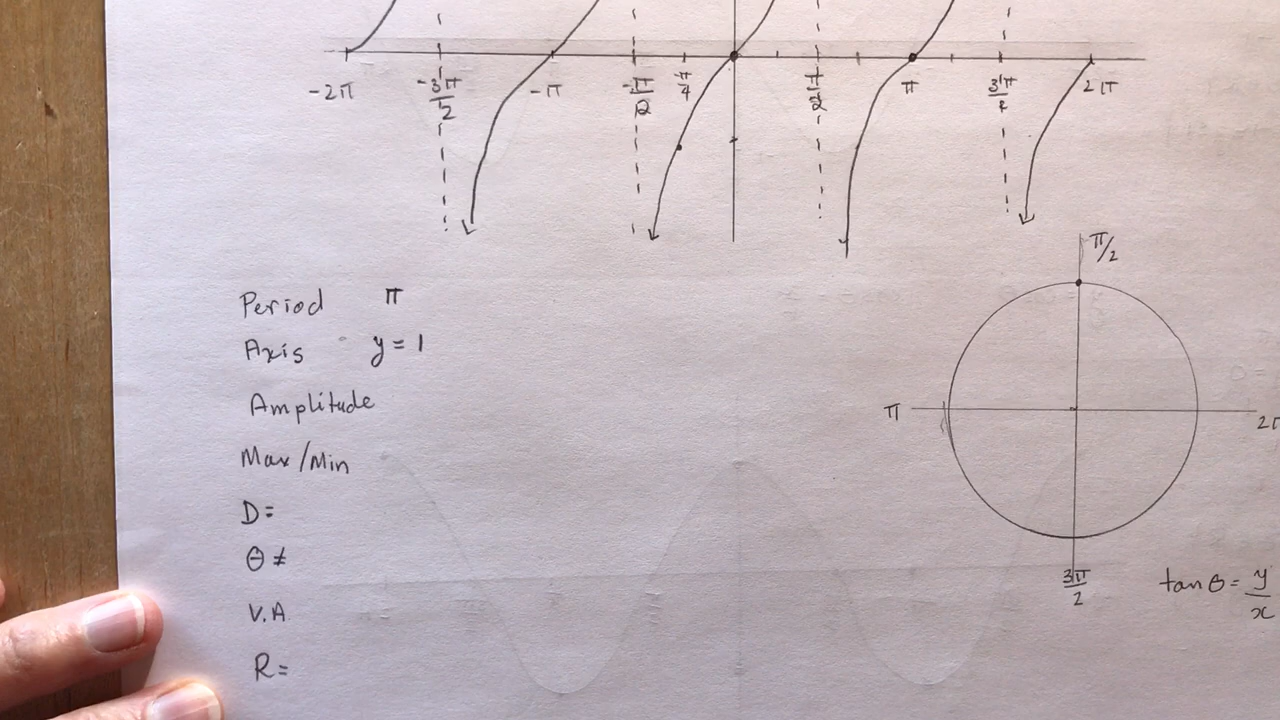 -2π -3π/2 -π -π/2 -π/4 π/2 π 3π/2 2π
π/2
Period π
Axis y = 1
Amplitude
π
Max/Min
D=
θ ≠
3π/2
tan θ = y/x
V.A
R=